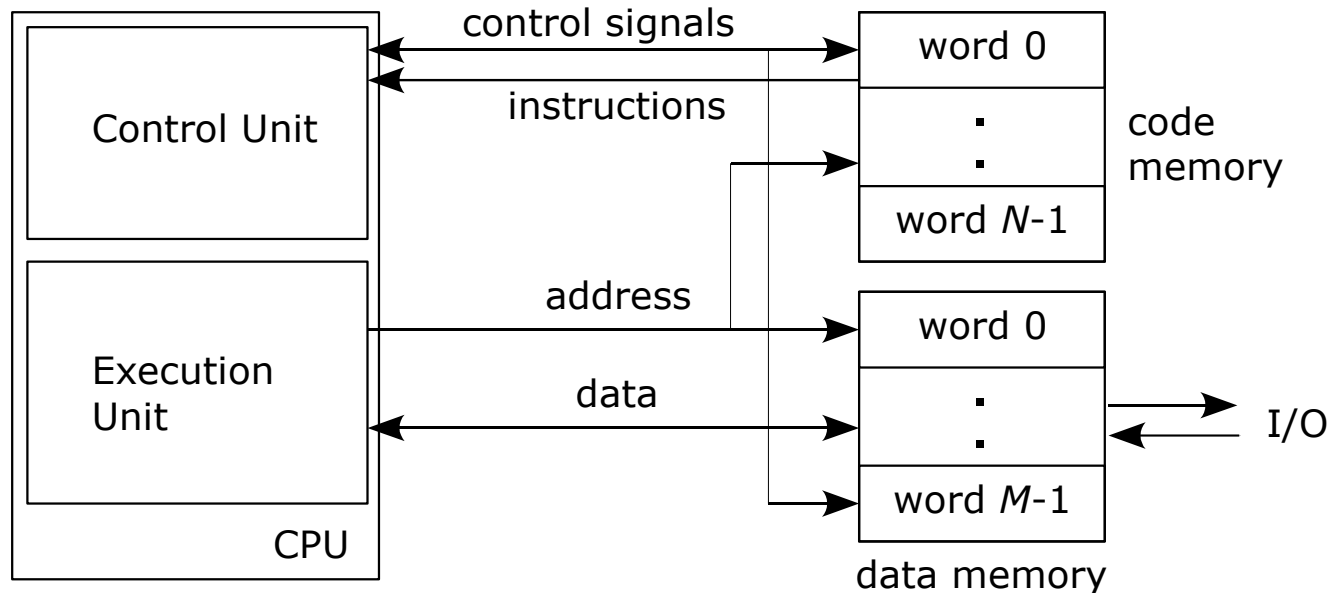 control signals
word 0
instructions
Control Unit
code
memory
word N-1
address
word 0
Execution
Unit
data
I/O
word M-1
CPU
data memory